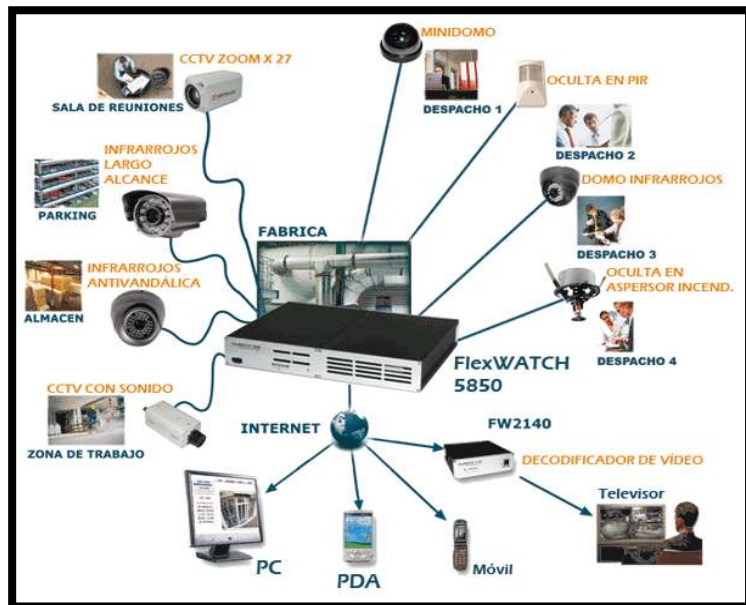 CCTV ZOOM X 27
SALA DE REUNIONES
MINIDOMO
DESPACHO 1
OCULTA EN PIR
DESPACHO 2
INFRARROJOS
LARGO
ALCANCE
PARKING
DOMO INFRARROJOS
DESPACHO 3
FABRICA
INFRARROJOS
ANTIVANDÁLICA
ALMACEN
OCULTA EN
ASPERSOR INCEND.
DESPACHO 4
FlexWATCH
5850
CCTV CON SONIDO
ZONA DE TRABAJO
INTERNET
FW2140
DECODIFICADOR DE VÍDEO
Televisor
PC
PDA
Móvil